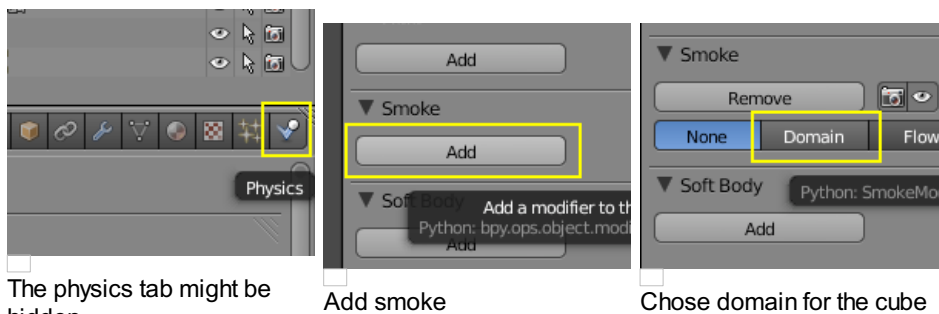 Physics
The physics tab might be
hidden
Add
Smoke
Add
Soft Body
Add a modifier to th
Python: bpy.ops.object.modi
Add
Add smoke
Smoke
Remove
None Domain Flow
Soft Body
Python: SmokeMo
Add
Chose domain for the cube